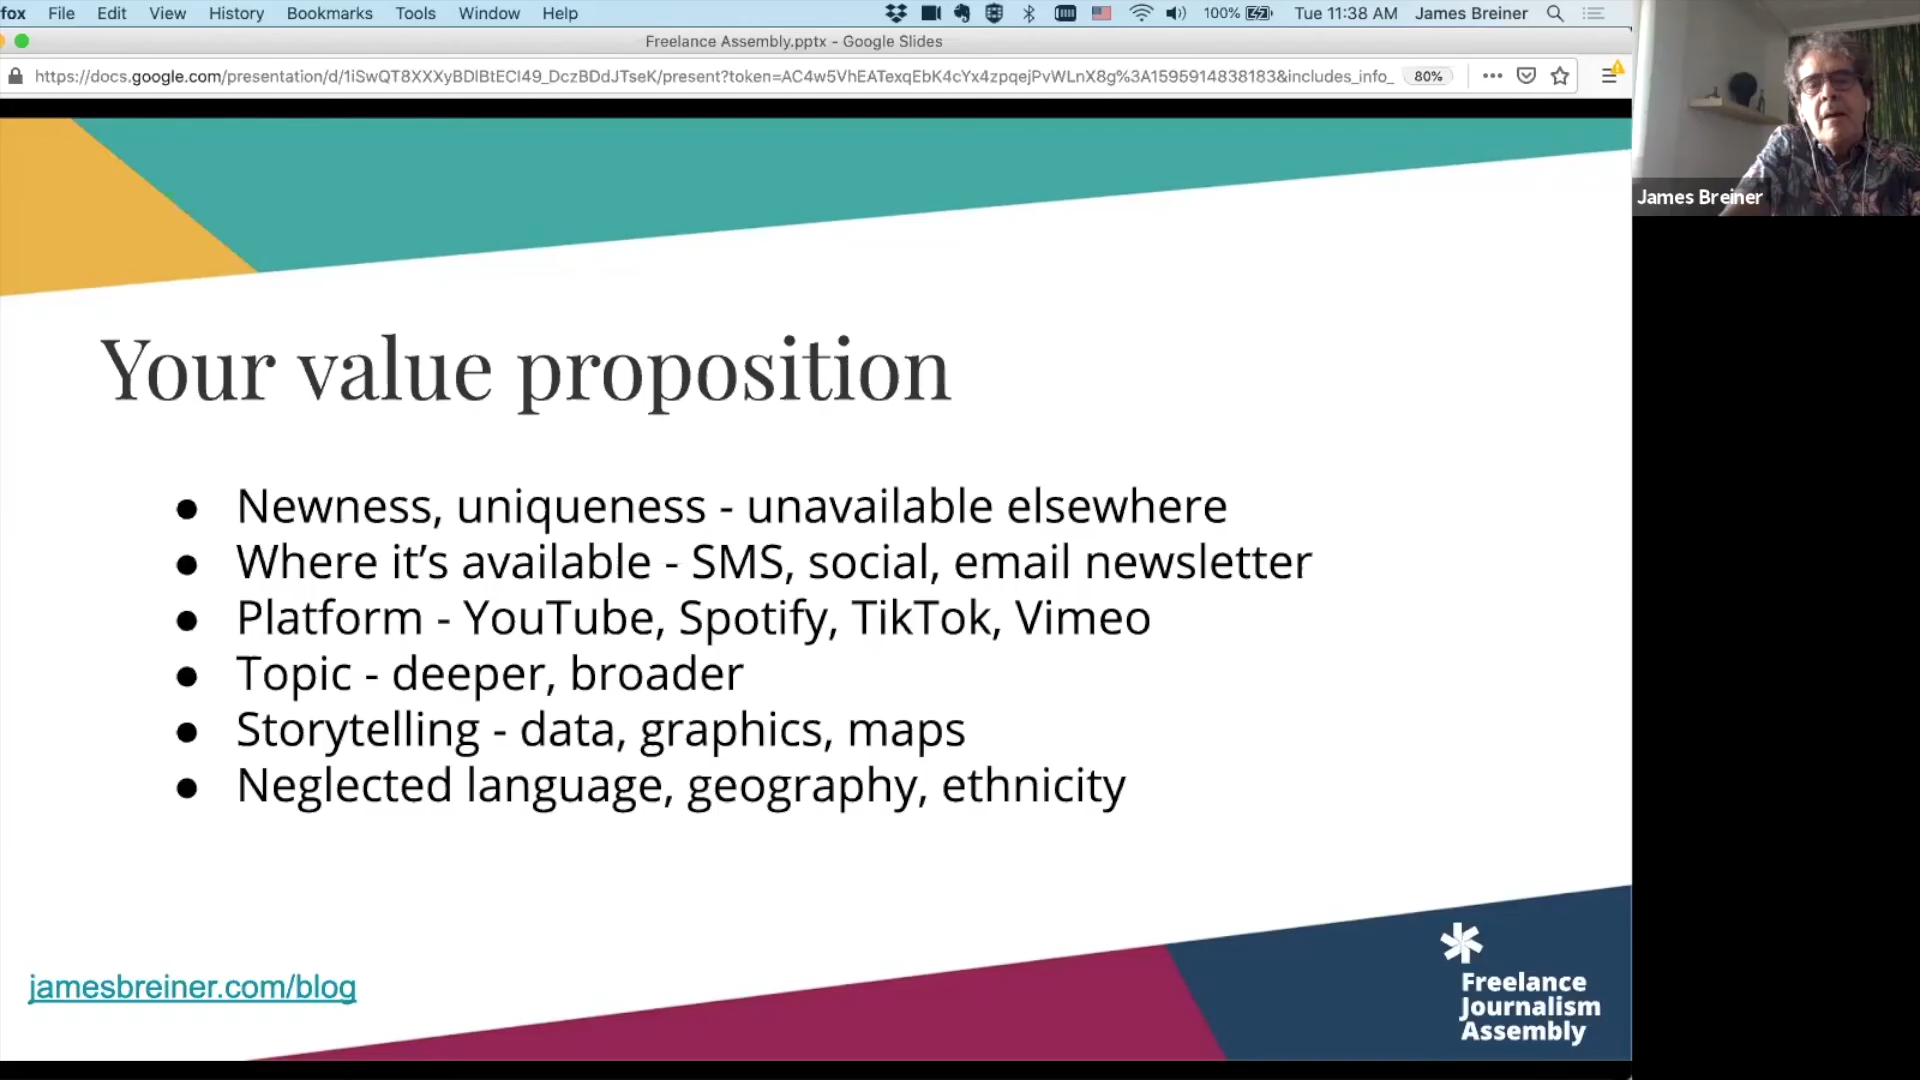 fox File Edit View History Bookmarks Tools Window Help 100% Tue 11:38 AM James Breiner
Freelance Assembly.pptx - Google Slides
https://docs.google.com/presentation/d/1iSwQT8XXXyBDlBtECl49_DczBDdJTseK/present?token=AC4w5VhEATexqEbK4cYx4zpqejPvWLnX8g%3A1595914838183&includes_info_ 80%
James Breiner
Your value proposition
● Newness, uniqueness - unavailable elsewhere
● Where it’s available - SMS, social, email newsletter
● Platform - YouTube, Spotify, TikTok, Vimeo
● Topic - deeper, broader
● Storytelling - data, graphics, maps
● Neglected language, geography, ethnicity
jamesbreiner.com/blog
Freelance
Journalism
Assembly